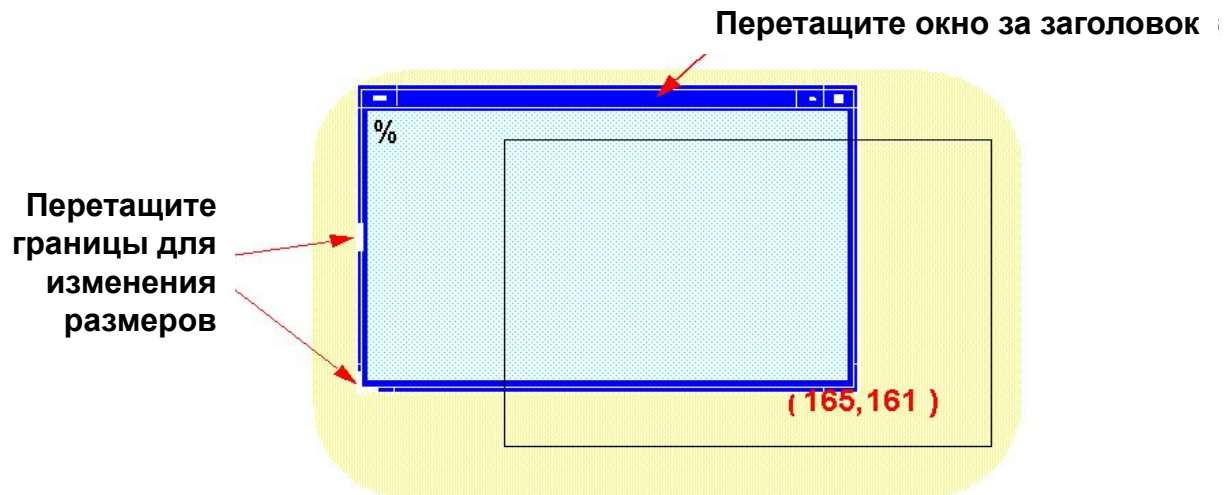 Перетащите окно за заголовок
%
Перетащите
границы для
изменения
размеров
( 165,161 )